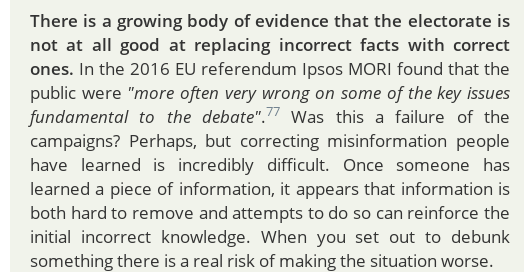 There is a growing body of evidence that the electorate is
not at all good at replacing incorrect facts with correct
ones. In the 2016 EU referendum Ipsos MORI found that the
public were "more often very wrong on some of the key issues
fundamental to the debate".77 Was this a failure of the
campaigns? Perhaps, but correcting misinformation people
have learned is incredibly difficult. Once someone has
learned a piece of information, it appears that information is
both hard to remove and attempts to do so can reinforce the
initial incorrect knowledge. When you set out to debunk
something there is a real risk of making the situation worse.